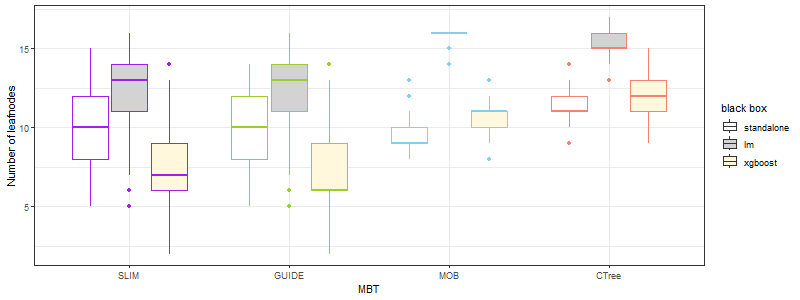 Number of leafnodes
15
10
5
SLIM
GUIDE
MOB
CTree
MBT
black box
standalone
lm
xgboost